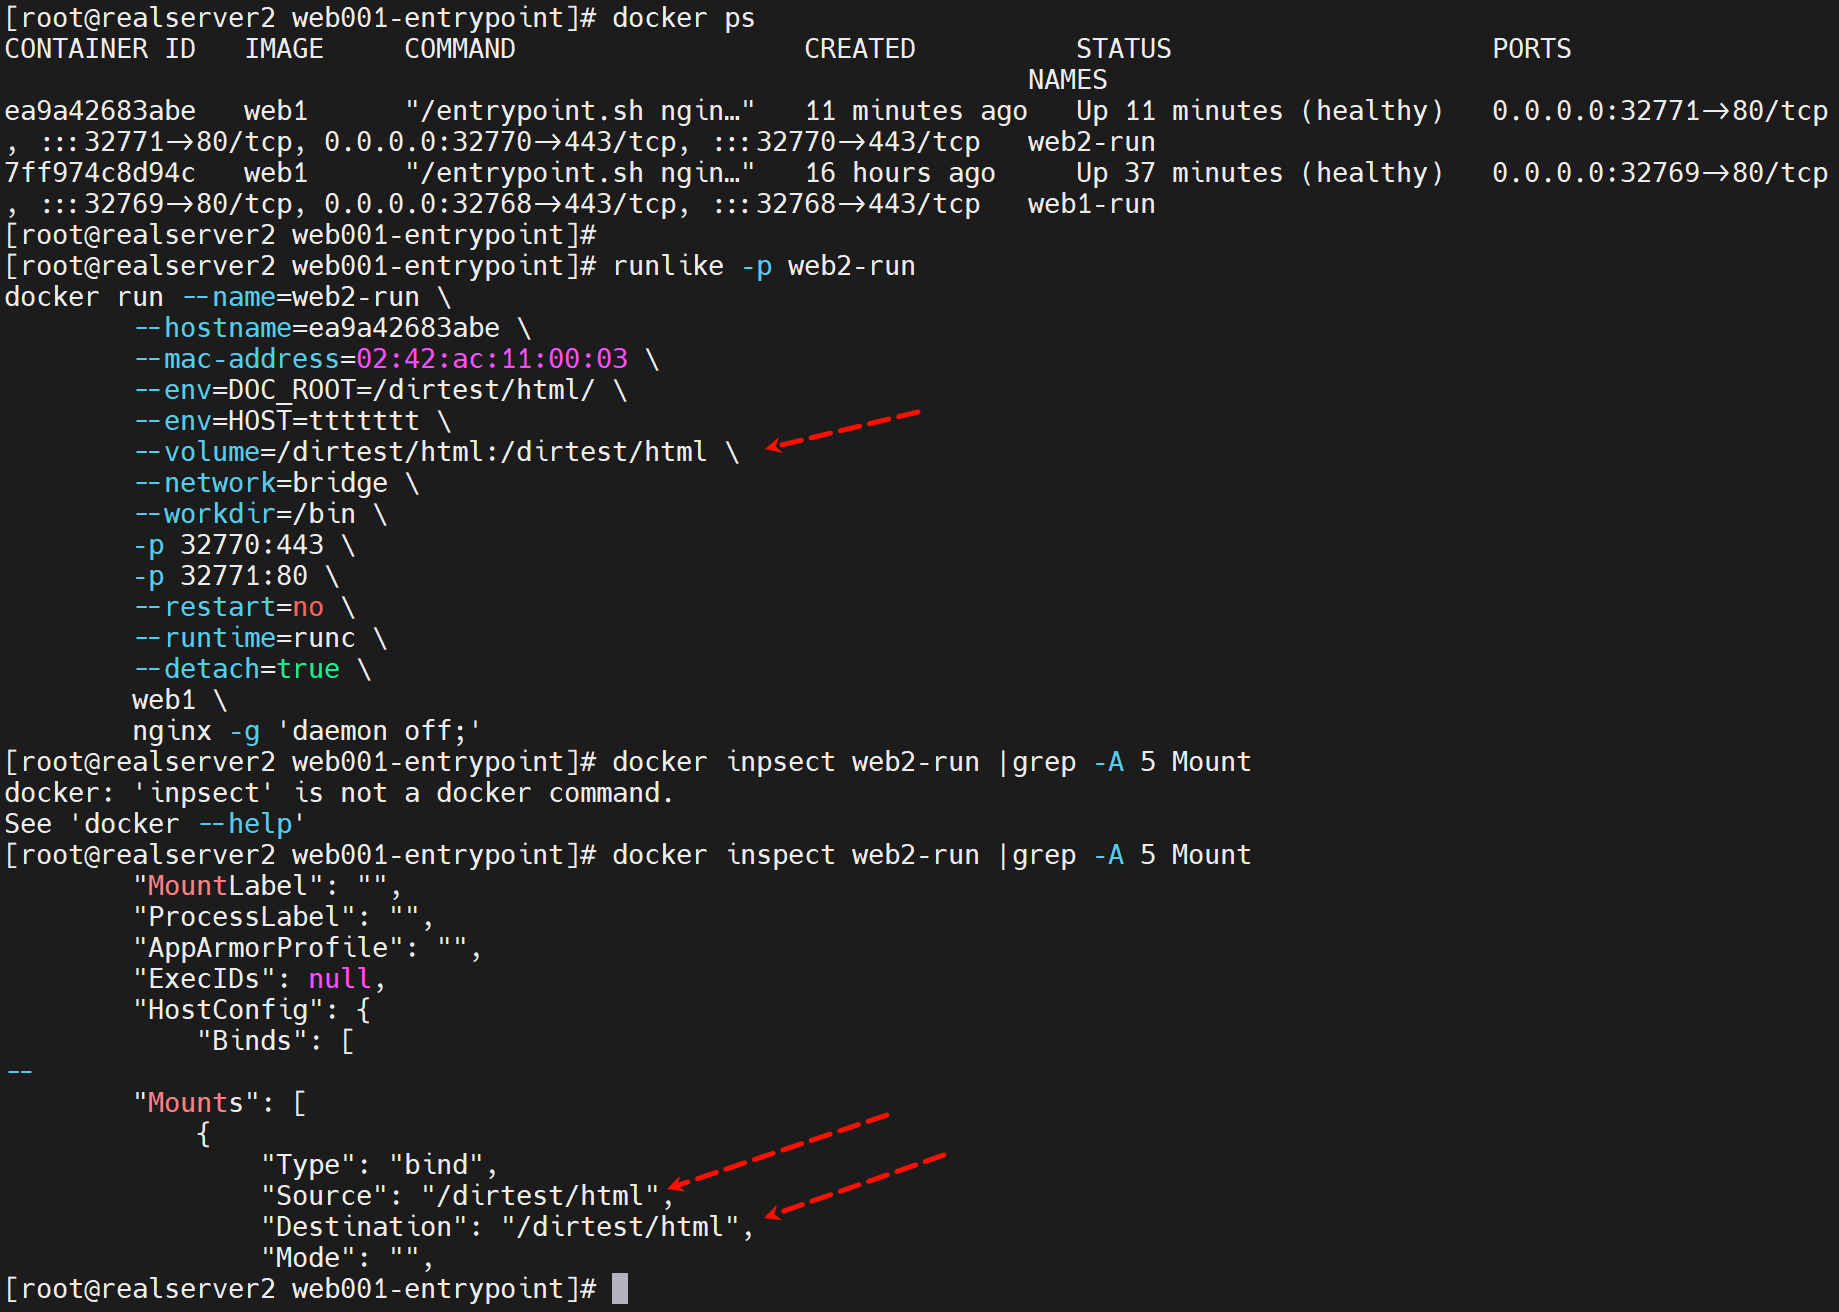 [root@realserver2 web001-entrypoint]# docker ps
CONTAINER ID   IMAGE     COMMAND                  CREATED          STATUS                    PORTS
                                                                NAMES
ea9a42683abe   web1      "/entrypoint.sh ngin…"   11 minutes ago   Up 11 minutes (healthy)   0.0.0.0:32771->80/tcp
, :::32771->80/tcp, 0.0.0.0:32770->443/tcp, :::32770->443/tcp   web2-run
7ff974c8d94c   web1      "/entrypoint.sh ngin…"   16 hours ago     Up 37 minutes (healthy)   0.0.0.0:32769->80/tcp
, :::32769->80/tcp, 0.0.0.0:32768->443/tcp, :::32768->443/tcp   web1-run
[root@realserver2 web001-entrypoint]#
[root@realserver2 web001-entrypoint]# runlike -p web2-run
docker run --name=web2-run \
        --hostname=ea9a42683abe \
        --mac-address=02:42:ac:11:00:03 \
        --env=DOC_ROOT=/dirtest/html/ \
        --env=HOST=ttttttt \
        --volume=/dirtest/html:/dirtest/html \
        --network=bridge \
        --workdir=/bin \
        -p 32770:443 \
        -p 32771:80 \
        --restart=no \
        --runtime=runc \
        --detach=true \
        web1 \
        nginx -g 'daemon off;'
[root@realserver2 web001-entrypoint]# docker inpsect web2-run |grep -A 5 Mount
docker: 'inpsect' is not a docker command.
See 'docker --help'
[root@realserver2 web001-entrypoint]# docker inspect web2-run |grep -A 5 Mount
        "MountLabel": "",
        "ProcessLabel": "",
        "AppArmorProfile": "",
        "ExecIDs": null,
        "HostConfig": {
            "Binds": [
--
        "Mounts": [
            {
                "Type": "bind",
                "Source": "/dirtest/html",
                "Destination": "/dirtest/html",
                "Mode": "",
[root@realserver2 web001-entrypoint]#